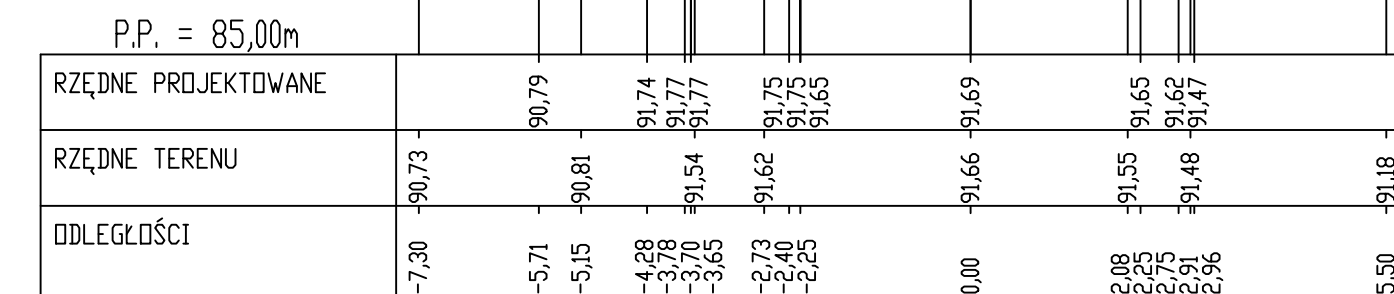 P.P. = 85,00m
RZĘDNE PROJEKTOWANE 90,79 91,74 91,77 91,77 91,75 91,75 91,65 91,69 91,65 91,62 91,47
RZĘDNE TERENU 90,73 90,81 91,54 91,62 91,66 91,55 91,48 91,18
ODLEGŁOŚCI -7,30 -5,71 -5,15 -4,28 -3,78 -3,70 -3,65 -2,73 -2,40 -2,25 0,00 2,08 2,25 2,75 2,91 2,96 5,50